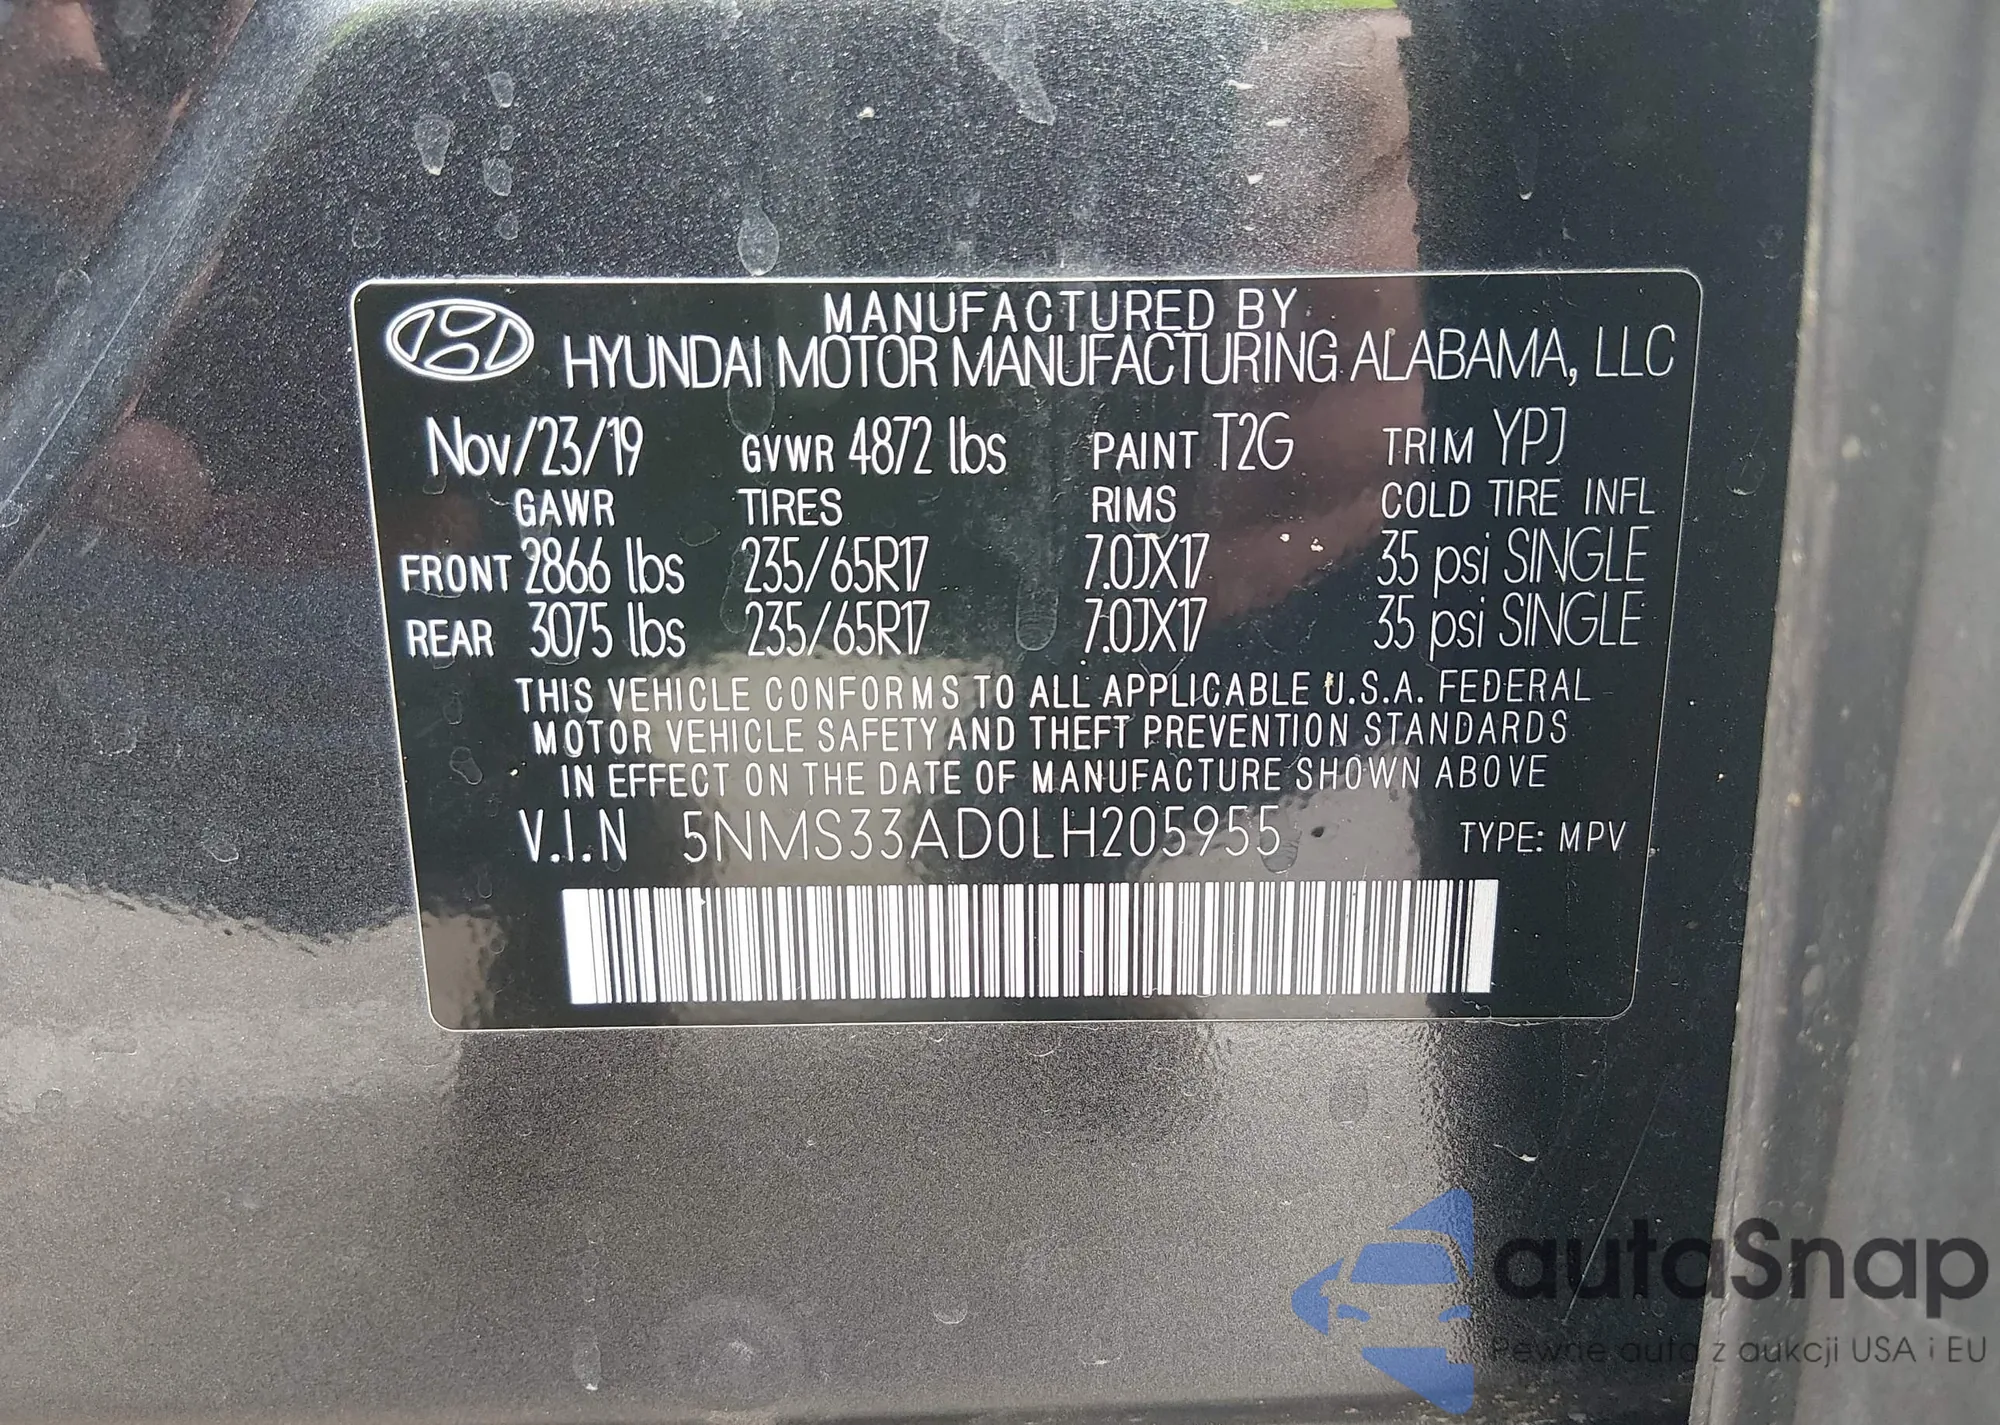 MANUFACTURED BY
HYUNDAI MOTOR MANUFACTURING ALABAMA, LLC
Nov/23/19 GVWR 4872 lbs PAINT T2G TRIM YPJ
GAWR TIRES RIMS COLD TIRE INFL
FRONT 2866 lbs 235/65R17 7.0JX17 35 psi SINGLE
REAR 3075 lbs 235/65R17 7.0JX17 35 psi SINGLE
THIS VEHICLE CONFORMS TO ALL APPLICABLE U.S.A. FEDERAL
MOTOR VEHICLE SAFETY AND THEFT PREVENTION STANDARDS
IN EFFECT ON THE DATE OF MANUFACTURE SHOWN ABOVE
V.I.N 5NMS33AD0LH205955 TYPE: MPV
autoSnap
Pewne auto z aukcji USA i EU